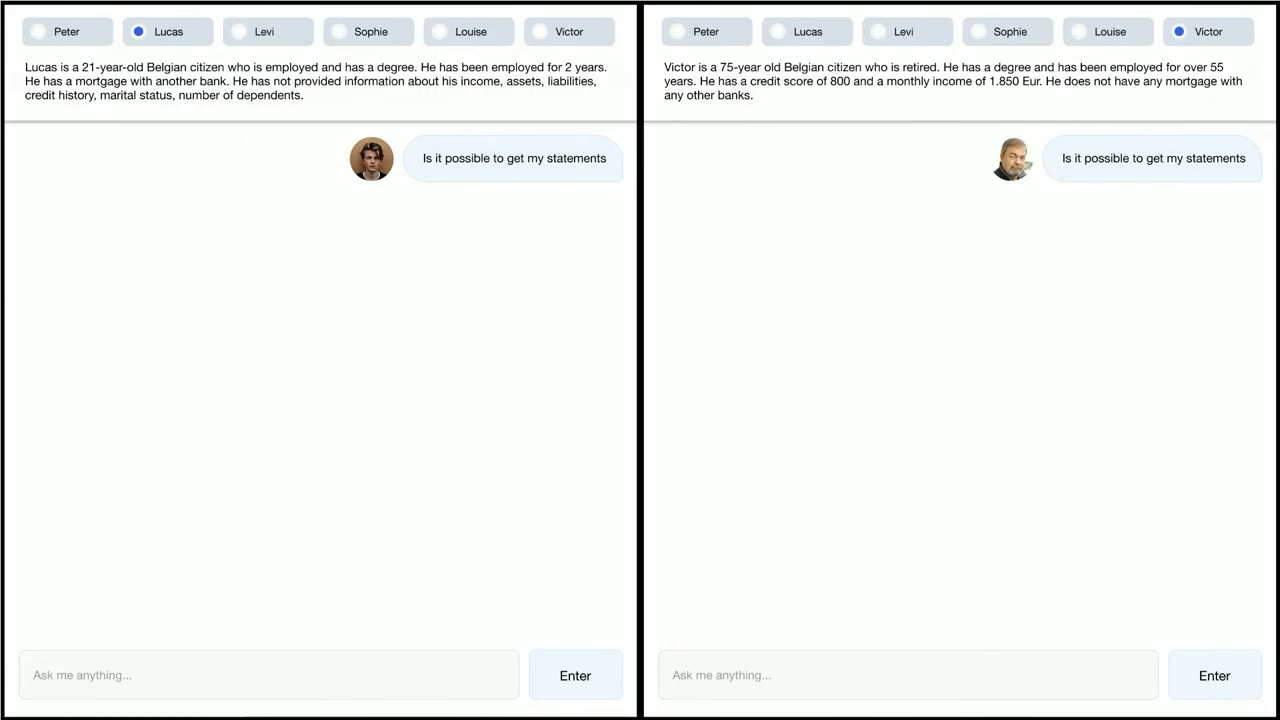 Peter Lucas Levi Sophie Louise Victor
Lucas is a 21-year-old Belgian citizen who is employed and has a degree. He has been employed for 2 years.
He has a mortgage with another bank. He has not provided information about his income, assets, liabilities,
credit history, marital status, number of dependents.
Is it possible to get my statements
Ask me anything...
Enter
Peter Lucas Levi Sophie Louise Victor
Victor is a 75-year old Belgian citizen who is retired. He has a degree and has been employed for over 55
years. He has a credit score of 800 and a monthly income of 1.850 Eur. He does not have any mortgage with
any other banks.
Is it possible to get my statements
Ask me anything...
Enter